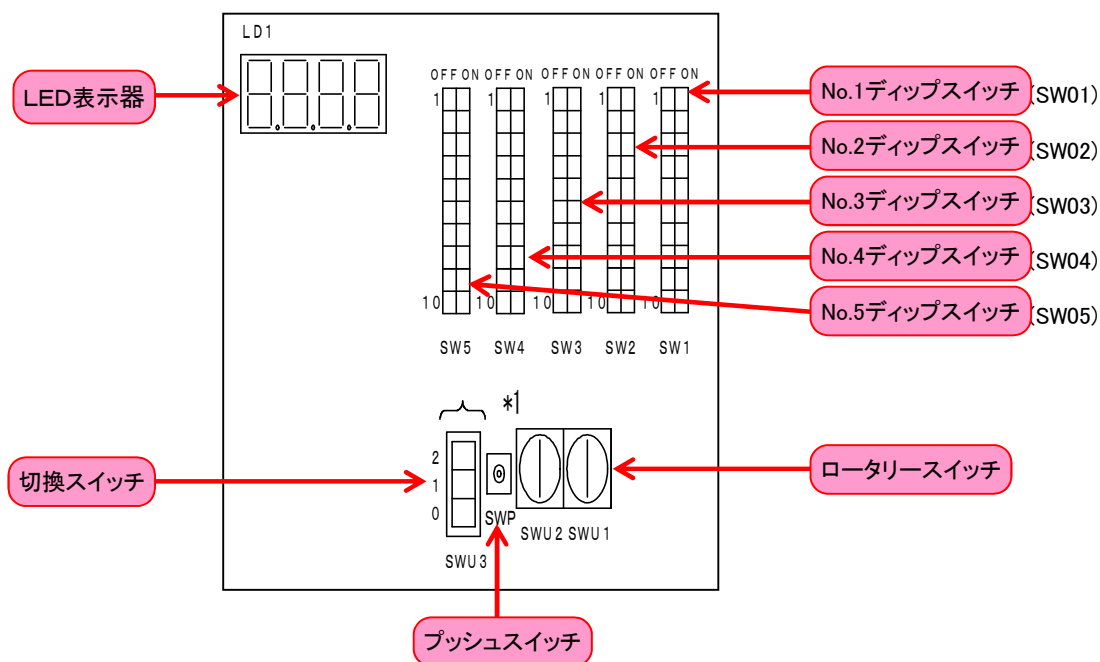 LD1
LED表示器
OFF ON OFF ON OFF ON OFF ON OFF ON
1 1 1 1 1
No.1ディップスイッチ (SW01)
No.2ディップスイッチ (SW02)
No.3ディップスイッチ (SW03)
No.4ディップスイッチ (SW04)
No.5ディップスイッチ (SW05)
10 10 10 10 10
SW5 SW4 SW3 SW2 SW1
*1
切換スイッチ
2
1
0
SWP
SWU2 SWU1
SWU3
ロータリースイッチ
プッシュスイッチ